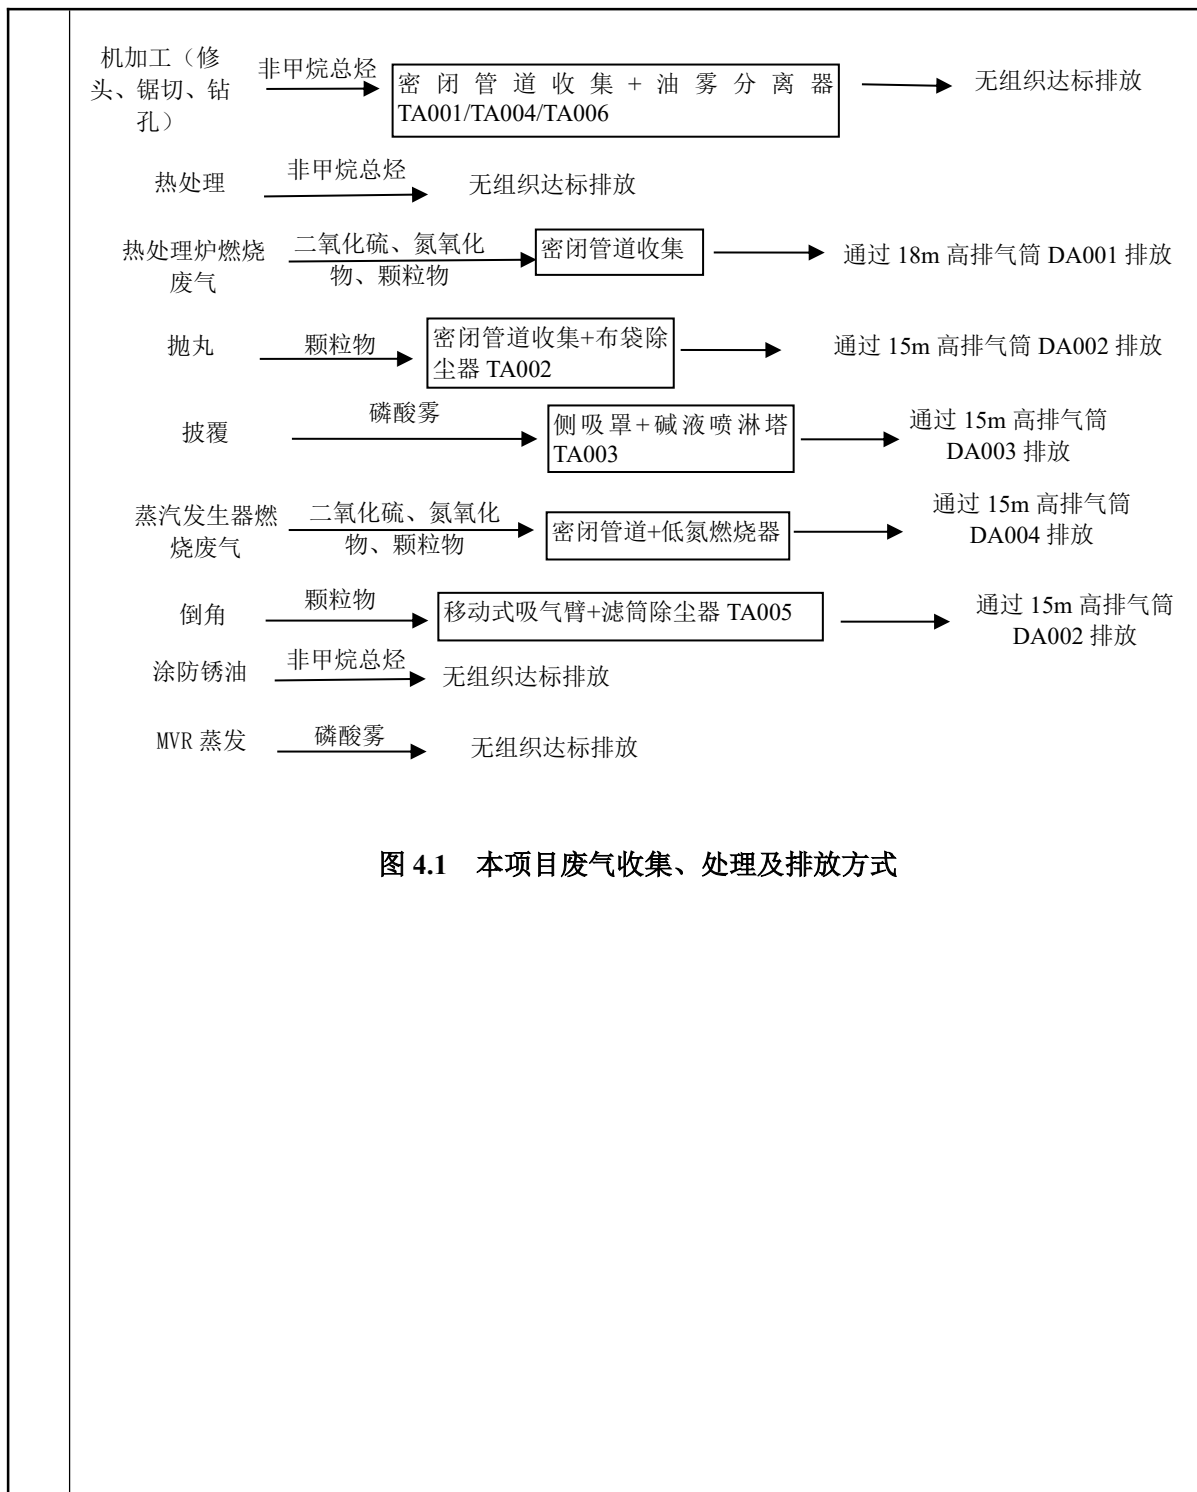 机加工（修
头、锯切、钻
孔）
非甲烷总烃
密闭管道收集+油雾分离器
TA001/TA004/TA006
无组织达标排放
热处理
非甲烷总烃
无组织达标排放
热处理炉燃烧
废气
二氧化硫、氮氧化
物、颗粒物
密闭管道收集
通过 18m 高排气筒 DA001 排放
抛丸
颗粒物
密闭管道收集+布袋除
尘器 TA002
通过 15m 高排气筒 DA002 排放
披覆
磷酸雾
侧吸罩+碱液喷淋塔
TA003
通过 15m 高排气筒
DA003 排放
蒸汽发生器燃
烧废气
二氧化硫、氮氧化
物、颗粒物
密闭管道+低氮燃烧器
通过 15m 高排气筒
DA004 排放
倒角
颗粒物
移动式吸气臂+滤筒除尘器 TA005
通过 15m 高排气筒
DA002 排放
涂防锈油
非甲烷总烃
无组织达标排放
MVR 蒸发
磷酸雾
无组织达标排放
图 4.1 本项目废气收集、处理及排放方式